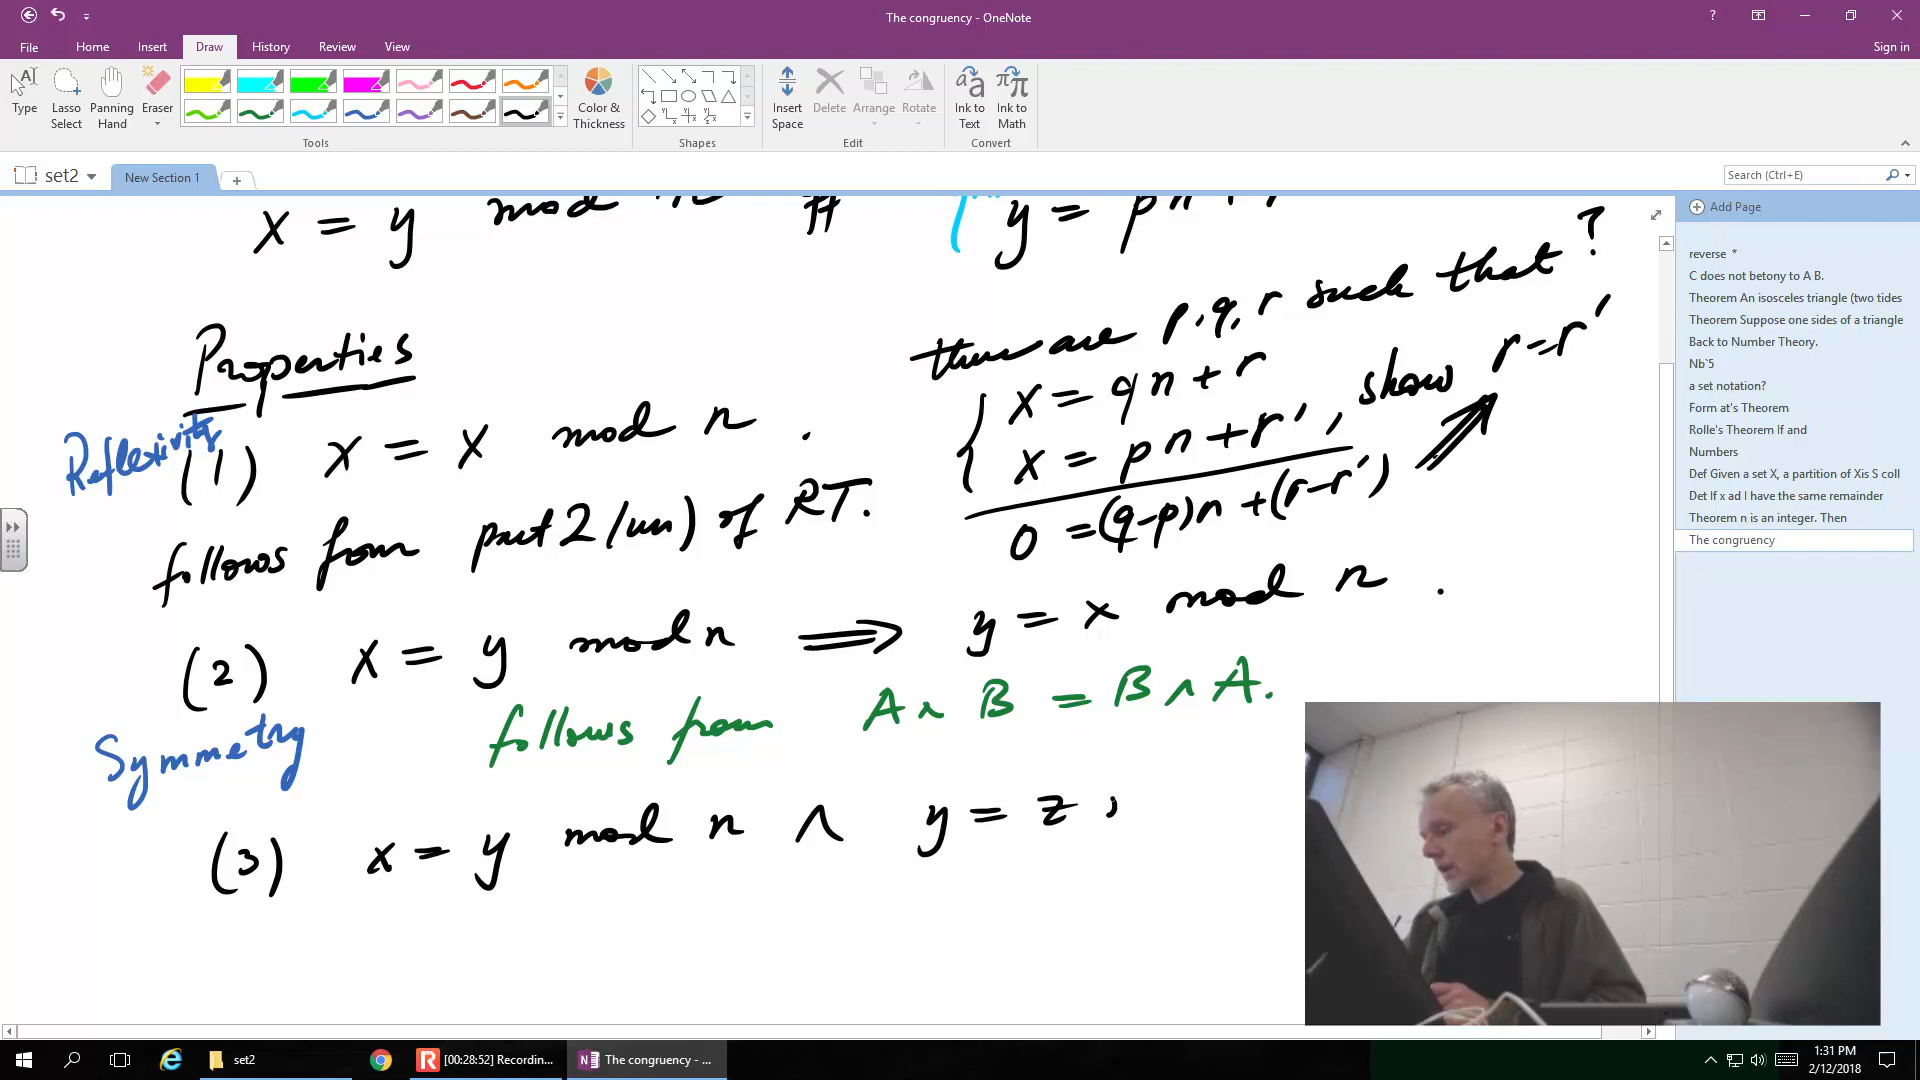 The congruency - OneNote
File Home Insert Draw History Review View
Sign in
Type
Lasso Select
Panning Hand
Eraser
Color & Thickness
Insert Space
Delete
Arrange
Rotate
Ink to Text
Ink to Math
Tools
Shapes
Edit
Convert
set2
New Section 1
Search (Ctrl+E)
Add Page
reverse *
C does not betony to A B.
Theorem An isosceles triangle (two tides
Theorem Suppose one sides of a triangle
Back to Number Theory.
Nb`5
a set notation?
Form at's Theorem
Rolle's Theorem If and
Numbers
Def Given a set X, a partition of Xis S coll
Det If x ad I have the same remainder
Theorem n is an integer. Then
The congruency
x = y mod n iff
y = pn + r
Properties
there are p, q, r such that?
x = qn + r
x = pn + r', show r = r'
0 = (q-p)n + (r-r')
Reflexivity
(1) x = x mod n .
follows from part 2 (un) of RT.
(2) x = y mod n ⟹ y = x mod n .
Symmetry
follows from A ∧ B = B ∧ A.
(3) x = y mod n ∧ y = z
set2
[00:28:52] Recordin...
The congruency - ...
1:31 PM
2/12/2018